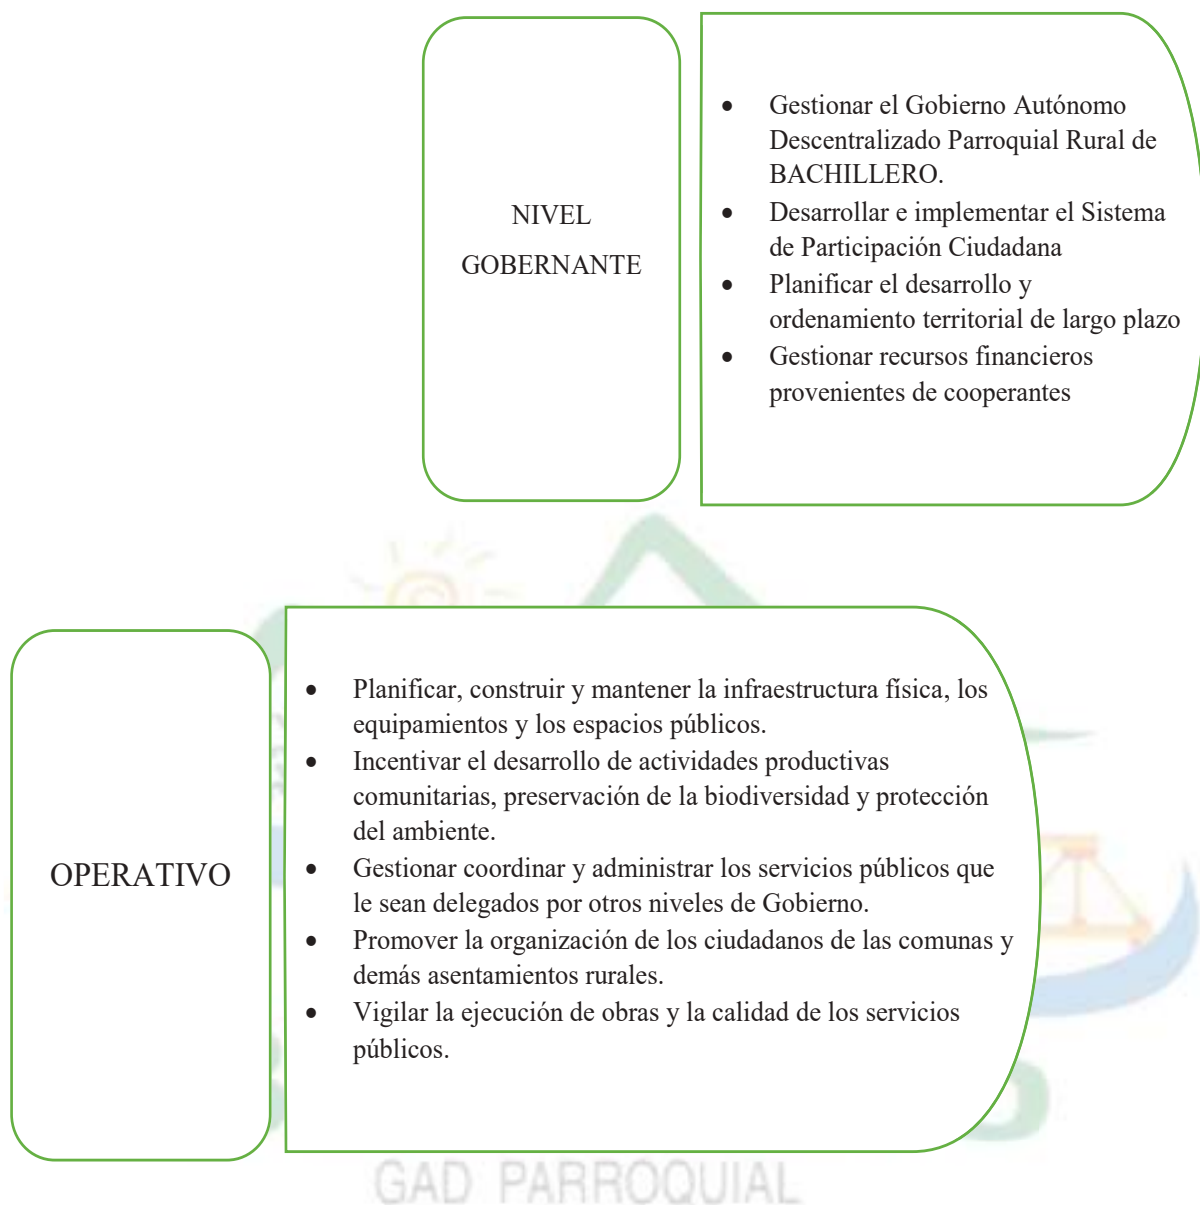 NIVEL
GOBERNANTE
• Gestionar el Gobierno Autónomo
Descentralizado Parroquial Rural de
BACHILLERO.
• Desarrollar e implementar el Sistema
de Participación Ciudadana
• Planificar el desarrollo y
ordenamiento territorial de largo plazo
• Gestionar recursos financieros
provenientes de cooperantes
OPERATIVO
• Planificar, construir y mantener la infraestructura física, los
equipamientos y los espacios públicos.
• Incentivar el desarrollo de actividades productivas
comunitarias, preservación de la biodiversidad y protección
del ambiente.
• Gestionar coordinar y administrar los servicios públicos que
le sean delegados por otros niveles de Gobierno.
• Promover la organización de los ciudadanos de las comunas y
demás asentamientos rurales.
• Vigilar la ejecución de obras y la calidad de los servicios
públicos.
GAD PARROQUIAL